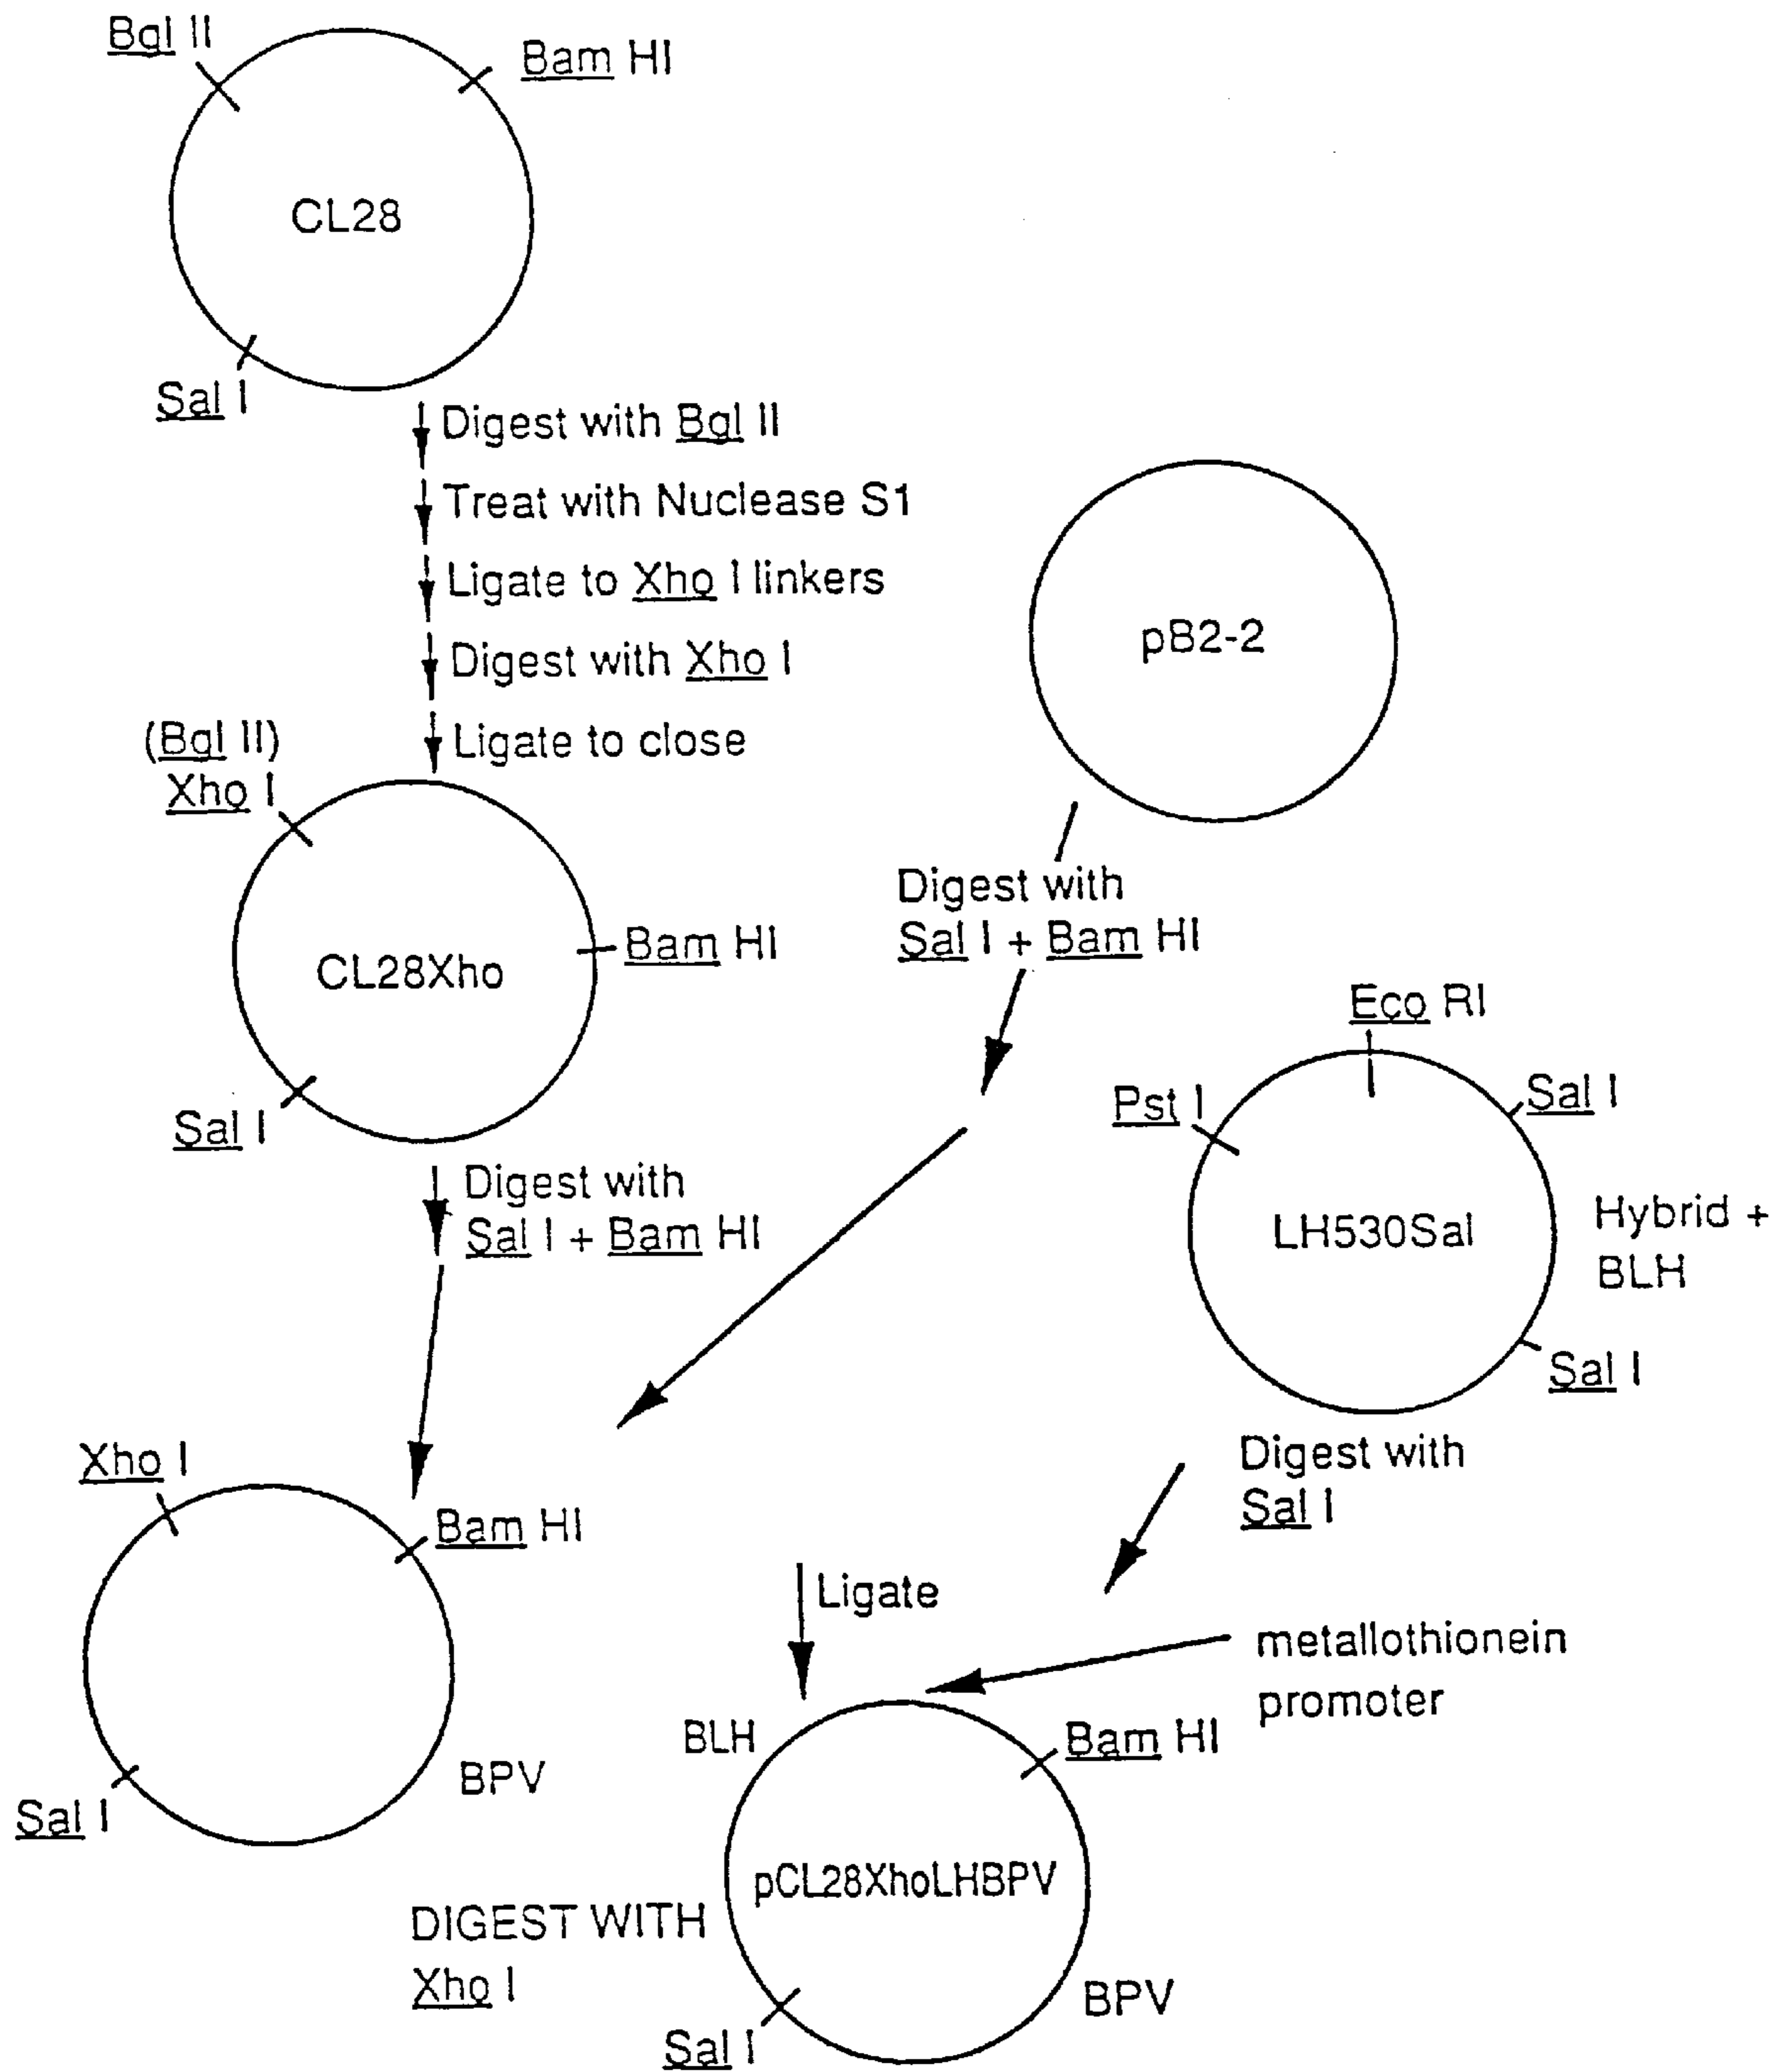 Bgl II
Bam HI
CL28
Sal I
Digest with Bgl II
Treat with Nuclease S1
Ligate to Xho I linkers
Digest with Xho I
Ligate to close
pB2-2
(Bgl II)
Xho I
Bam HI
CL28Xho
Sal I
Digest with
Sal I + Bam HI
Digest with
Sal I + Bam HI
Eco RI
Pst I
Sal I
LH530Sal
Hybrid +
BLH
Sal I
Digest with
Sal I
Xho I
Bam HI
BPV
Sal I
Ligate
metallothionein
promoter
BLH
Bam HI
pCL28XhoLHBPV
DIGEST WITH
Xho I
BPV
Sal I